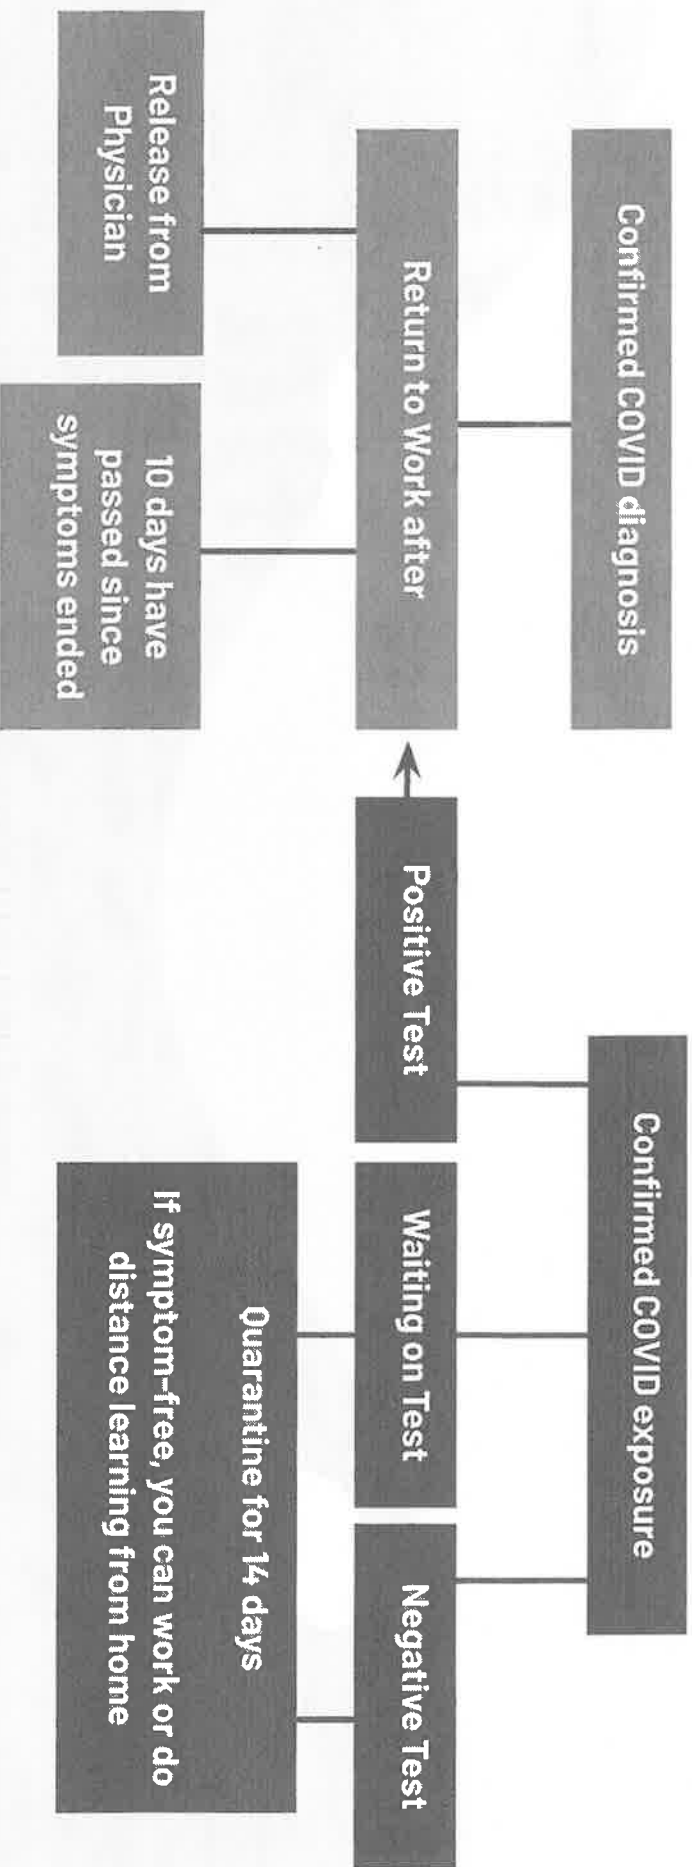 Confirmed COVID diagnosis
Return to Work after
Release from
Physician
10 days have
passed since
symptoms ended
Confirmed COVID exposure
Positive Test
Waiting on Test
Negative Test
Quarantine for 14 days
If symptom-free, you can work or do
distance learning from home